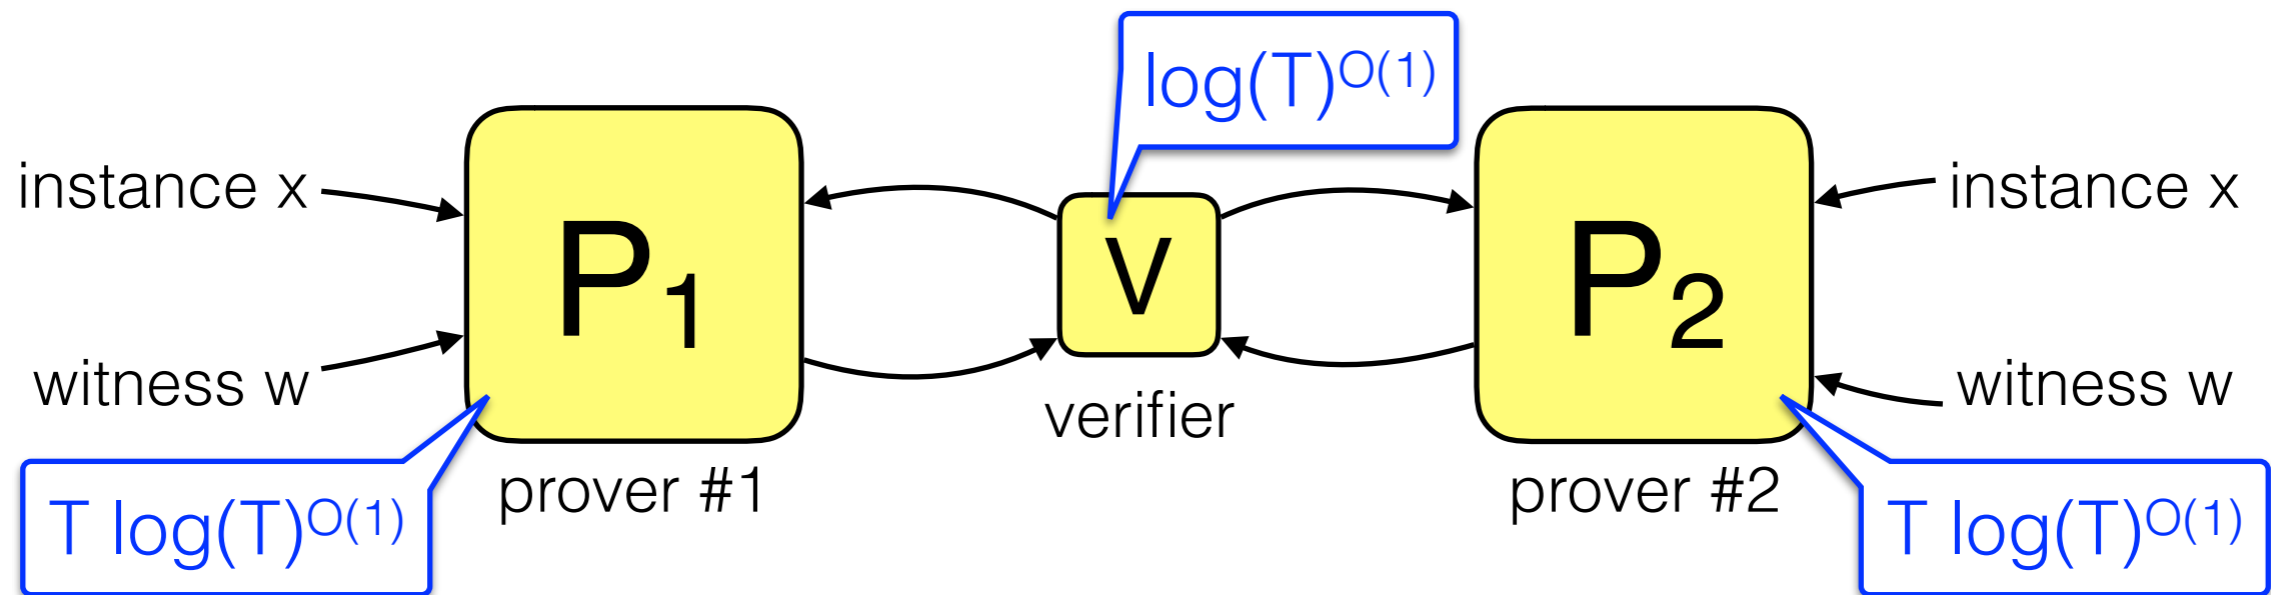 log(T)^O(1)
instance x
P₁
V
P₂
instance x
witness w
verifier
witness w
T log(T)^O(1)
prover #1
prover #2
T log(T)^O(1)